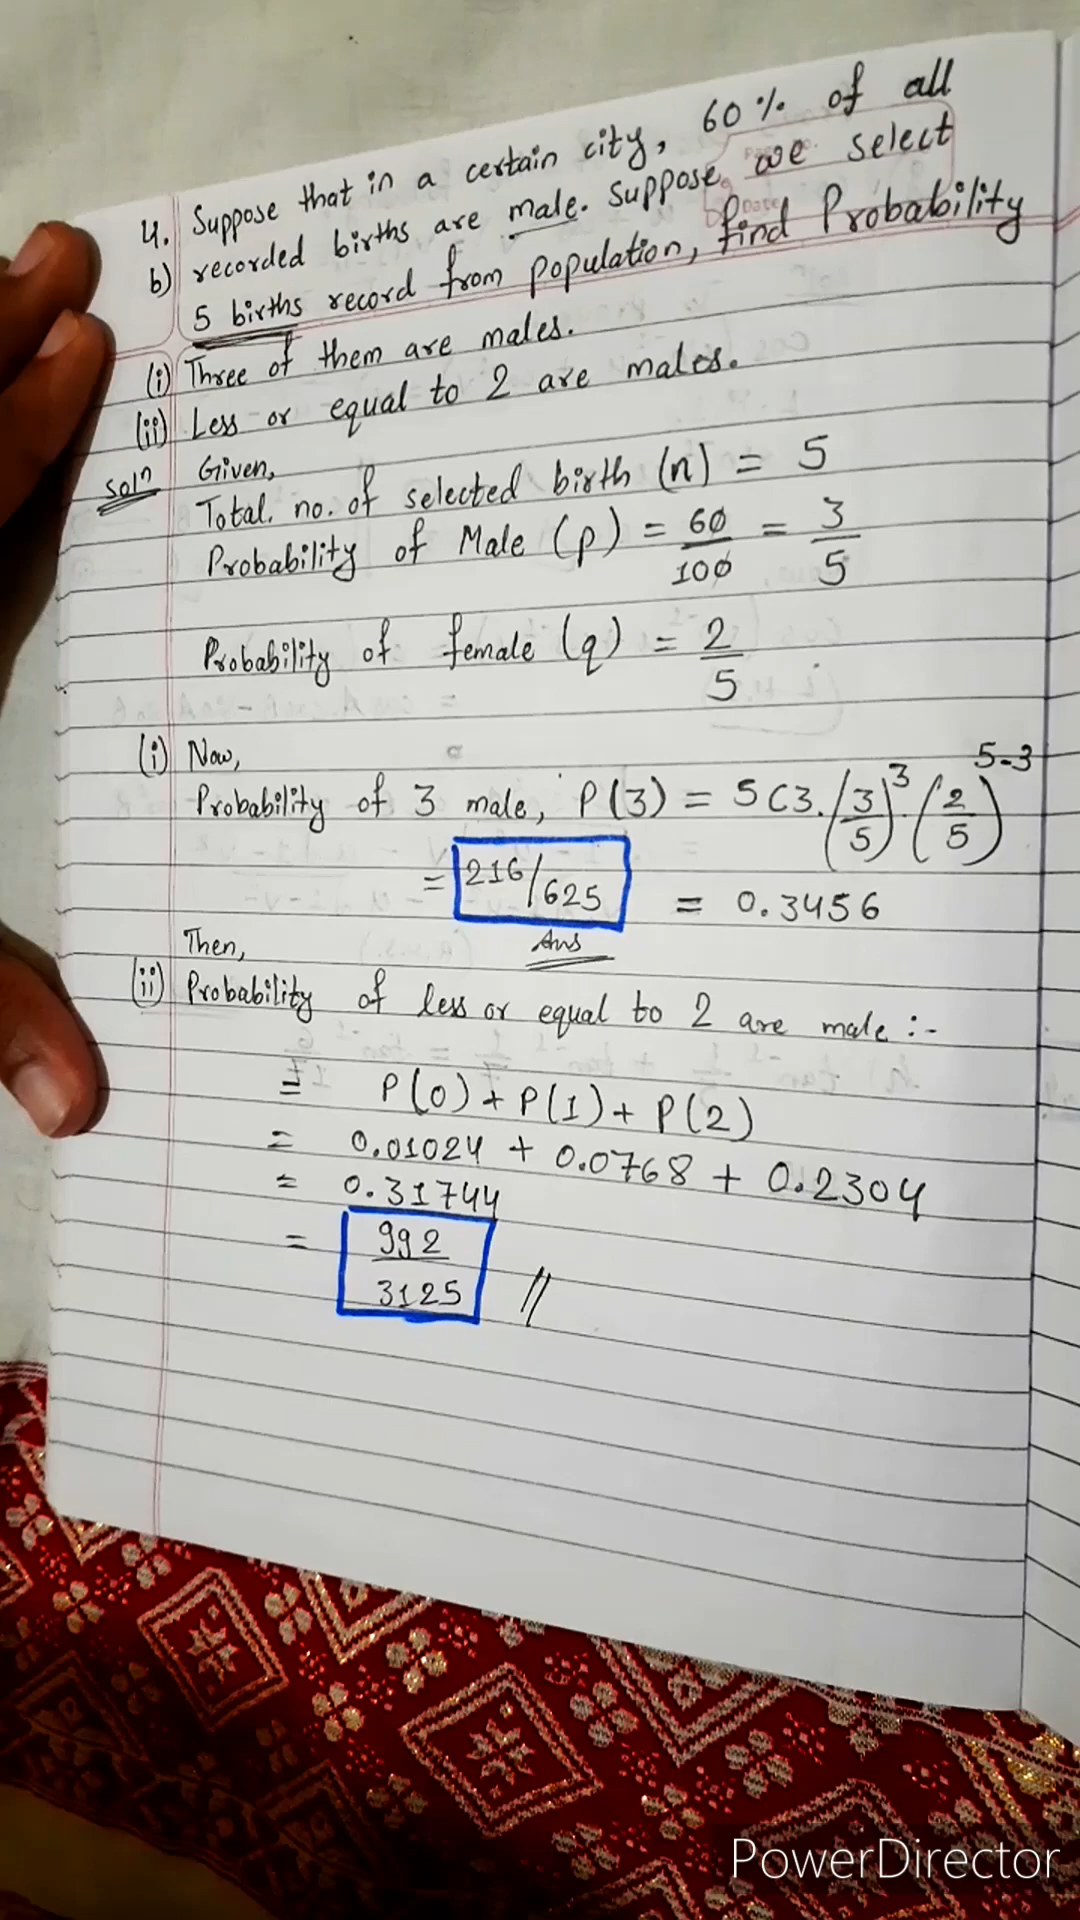 4. Suppose that in a certain city, 60% of all
b) recorded births are male. Suppose we select
5 births record from population, find Probability
(i) Three of them are males.
(ii) Less or equal to 2 are males.
Solⁿ Given,
Total. no. of selected birth (n) = 5
Probability of Male (p) = 60/100 = 3/5
Probability of female (q) = 2/5
(i) Now,
Probability of 3 male, P(3) = 5C3.(3/5)³.(2/5)⁵⁻³
= 216/625 = 0.3456
Ans
Then,
(ii) Probability of less or equal to 2 are male :-
= P(0) + P(1) + P(2)
= 0.01024 + 0.0768 + 0.2304
= 0.31744
= 992/3125 //
PowerDirector